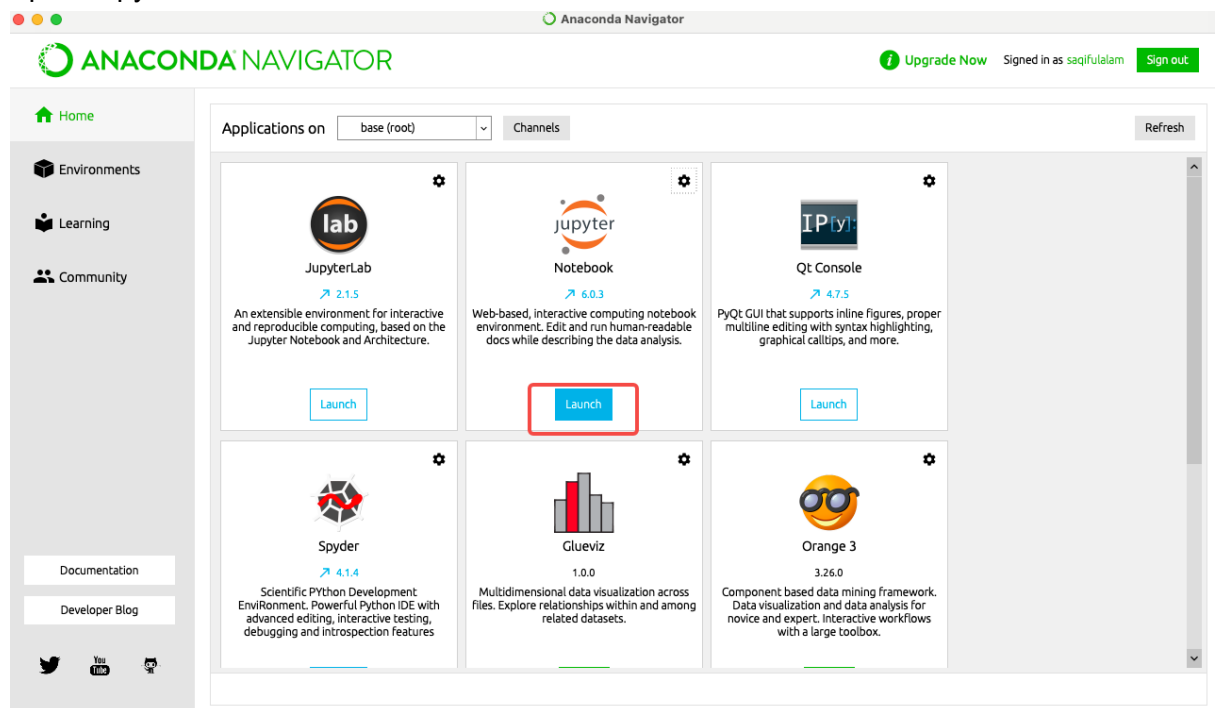 Anaconda Navigator
ANACONDA NAVIGATOR
Upgrade Now
Signed in as saqifulalam
Sign out
Home
Environments
Learning
Community
Applications on
base (root)
Channels
Refresh
lab
JupyterLab
2.1.5
An extensible environment for interactive
and reproducible computing, based on the
Jupyter Notebook and Architecture.
Launch
jupyter
Notebook
6.0.3
Web-based, interactive computing notebook
environment. Edit and run human-readable
docs while describing the data analysis.
Launch
IP[y]:
Qt Console
4.7.5
PyQt GUI that supports inline figures, proper
multiline editing with syntax highlighting,
graphical calltips, and more.
Launch
Spyder
4.1.4
Scientific PYthon Development
EnviRonment. Powerful Python IDE with
advanced editing, interactive testing,
debugging and introspection features
Glueviz
1.0.0
Multidimensional data visualization across
files. Explore relationships within and among
related datasets.
Orange 3
3.26.0
Component based data mining framework.
Data visualization and data analysis for
novice and expert. Interactive workflows
with a large toolbox.
Documentation
Developer Blog
You
Tube